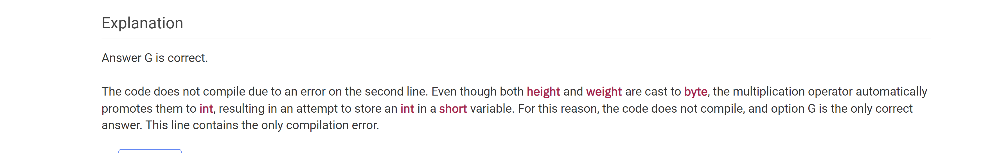 Explanation
Answer G is correct.
The code does not compile due to an error on the second line. Even though both height and weight are cast to byte, the multiplication operator automatically
promotes them to int, resulting in an attempt to store an int in a short variable. For this reason, the code does not compile, and option G is the only correct
answer. This line contains the only compilation error.